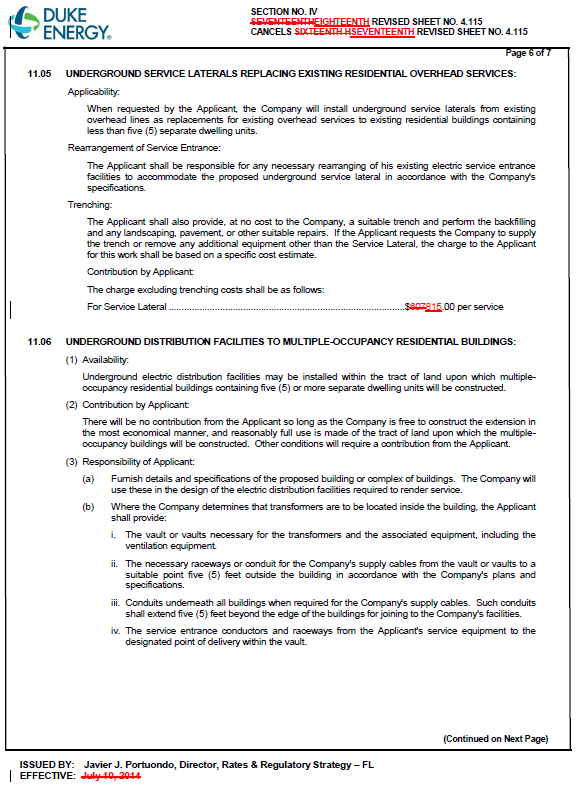 DUKE
ENERGY®
SECTION NO. IV
SEVENTEENTHEIGHTEENTH REVISED SHEET NO. 4.115
CANCELS SIXTEENTH HSEVENTEENTH REVISED SHEET NO. 4.115
Page 6 of 7
11.05 UNDERGROUND SERVICE LATERALS REPLACING EXISTING RESIDENTIAL OVERHEAD SERVICES:
Applicability:
When requested by the Applicant, the Company will install underground service laterals from existing
overhead lines as replacements for existing overhead services to existing residential buildings containing
less than five (5) separate dwelling units.
Rearrangement of Service Entrance:
The Applicant shall be responsible for any necessary rearranging of his existing electric service entrance
facilities to accommodate the proposed underground service lateral in accordance with the Company's
specifications.
Trenching:
The Applicant shall also provide, at no cost to the Company, a suitable trench and perform the backfilling
and any landscaping, pavement, or other suitable repairs. If the Applicant requests the Company to supply
the trench or remove any additional equipment other than the Service Lateral, the charge to the Applicant
for this work shall be based on a specific cost estimate.
Contribution by Applicant:
The charge excluding trenching costs shall be as follows:
For Service Lateral ..........$607815.00 per service
11.06 UNDERGROUND DISTRIBUTION FACILITIES TO MULTIPLE-OCCUPANCY RESIDENTIAL BUILDINGS:
(1) Availability:
Underground electric distribution facilities may be installed within the tract of land upon which multiple-
occupancy residential buildings containing five (5) or more separate dwelling units will be constructed.
(2) Contribution by Applicant:
There will be no contribution from the Applicant so long as the Company is free to construct the extension in
the most economical manner, and reasonably full use is made of the tract of land upon which the multiple-
occupancy buildings will be constructed. Other conditions will require a contribution from the Applicant.
(3) Responsibility of Applicant:
(a) Furnish details and specifications of the proposed building or complex of buildings. The Company will
use these in the design of the electric distribution facilities required to render service.
(b) Where the Company determines that transformers are to be located inside the building, the Applicant
shall provide:
i. The vault or vaults necessary for the transformers and the associated equipment, including the
ventilation equipment.
ii. The necessary raceways or conduit for the Company's supply cables from the vault or vaults to a
suitable point five (5) feet outside the building in accordance with the Company's plans and
specifications.
iii. Conduits underneath all buildings when required for the Company's supply cables. Such conduits
shall extend five (5) feet beyond the edge of the buildings for joining to the Company's facilities.
iv. The service entrance conductors and raceways from the Applicant's service equipment to the
designated point of delivery within the vault.
(Continued on Next Page)
ISSUED BY: Javier J. Portuondo, Director, Rates & Regulatory Strategy – FL
EFFECTIVE: July 10, 2014